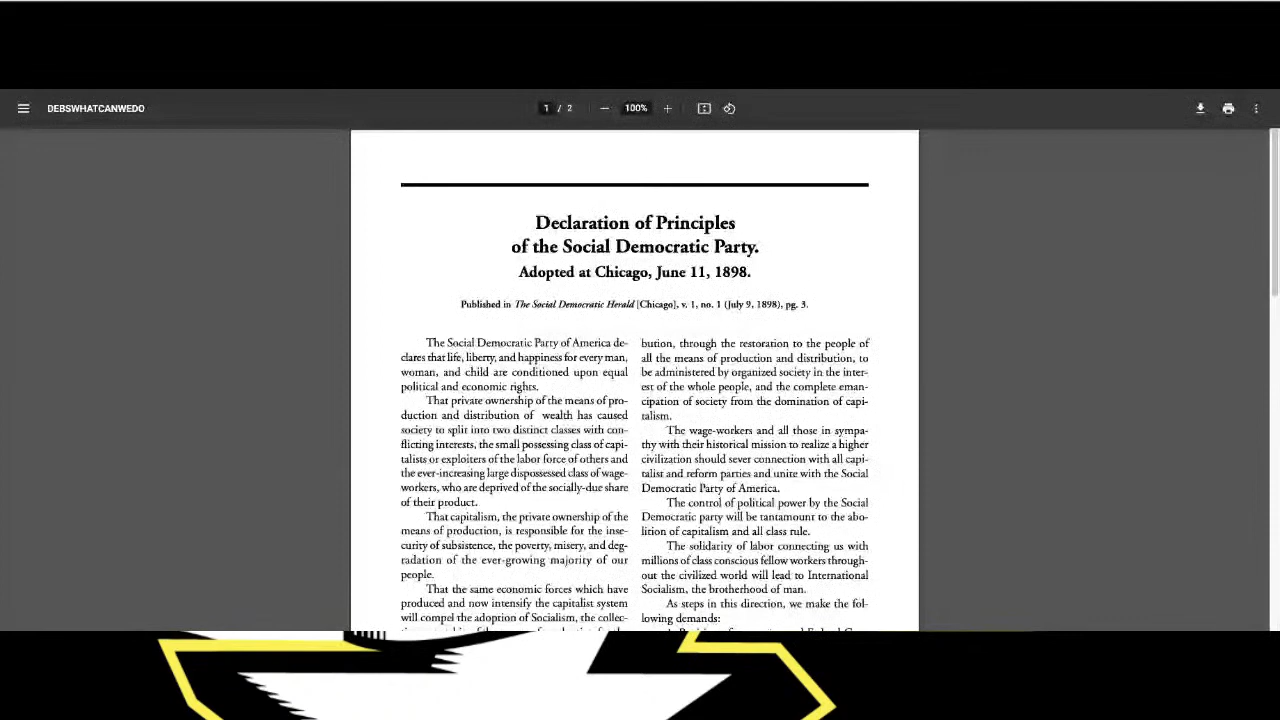 DEBSWHATCANWEDO
1 / 2
100%
Declaration of Principles
of the Social Democratic Party.
Adopted at Chicago, June 11, 1898.
Published in The Social Democratic Herald [Chicago], v. 1, no. 1 (July 9, 1898), pg. 3.
The Social Democratic Party of America de-
clares that life, liberty, and happiness for every man,
woman, and child are conditioned upon equal
political and economic rights.
That private ownership of the means of pro-
duction and distribution of wealth has caused
society to split into two distinct classes with con-
flicting interests, the small possessing class of capi-
talists or exploiters of the labor force of others and
the ever-increasing large dispossessed class of wage-
workers, who are deprived of the socially-due share
of their product.
That capitalism, the private ownership of the
means of production, is responsible for the inse-
curity of subsistence, the poverty, misery, and deg-
radation of the ever-growing majority of our
people.
That the same economic forces which have
produced and now intensify the capitalist system
will compel the adoption of Socialism, the collec-
bution, through the restoration to the people of
all the means of production and distribution, to
be administered by organized society in the inter-
est of the whole people, and the complete eman-
cipation of society from the domination of capi-
talism.
The wage-workers and all those in sympa-
thy with their historical mission to realize a higher
civilization should sever connection with all capi-
talist and reform parties and unite with the Social
Democratic Party of America.
The control of political power by the Social
Democratic party will be tantamount to the abo-
lition of capitalism and all class rule.
The solidarity of labor connecting us with
millions of class conscious fellow workers through-
out the civilized world will lead to International
Socialism, the brotherhood of man.
As steps in this direction, we make the fol-
lowing demands: